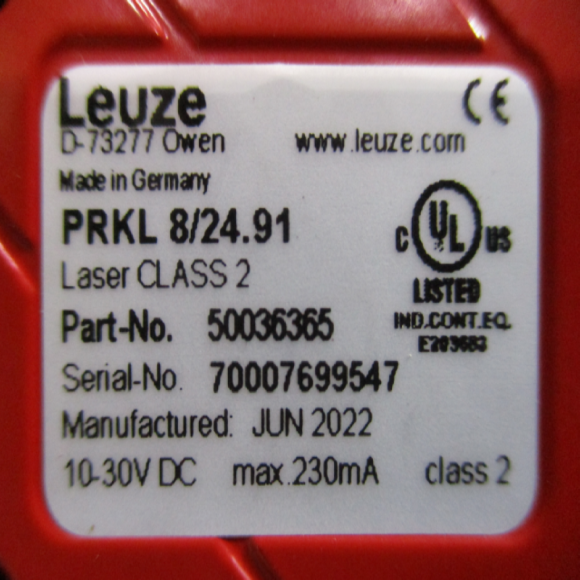 Leuze CE
D-73277 Owen www.leuze.com
Made in Germany
PRKL 8/24.91
C UL US
Laser CLASS 2
LISTED
Part-No. 50036365
IND.CONT.EQ.
E203683
Serial-No. 70007699547
Manufactured: JUN 2022
10-30V DC max.230mA class 2